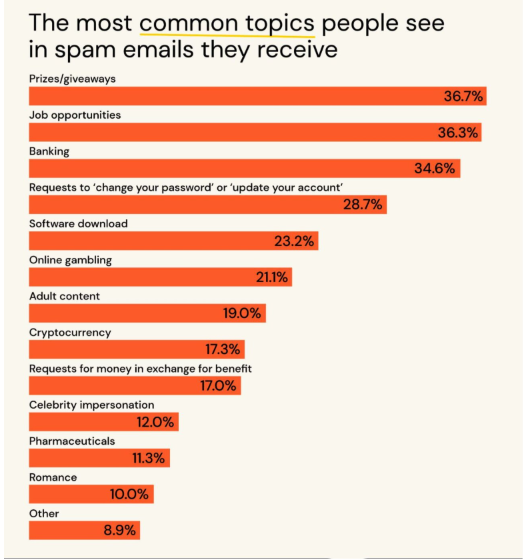 The most common topics people see
in spam emails they receive
Prizes/giveaways
36.7%
Job opportunities
36.3%
Banking
34.6%
Requests to ‘change your password’ or ‘update your account’
28.7%
Software download
23.2%
Online gambling
21.1%
Adult content
19.0%
Cryptocurrency
17.3%
Requests for money in exchange for benefit
17.0%
Celebrity impersonation
12.0%
Pharmaceuticals
11.3%
Romance
10.0%
Other
8.9%